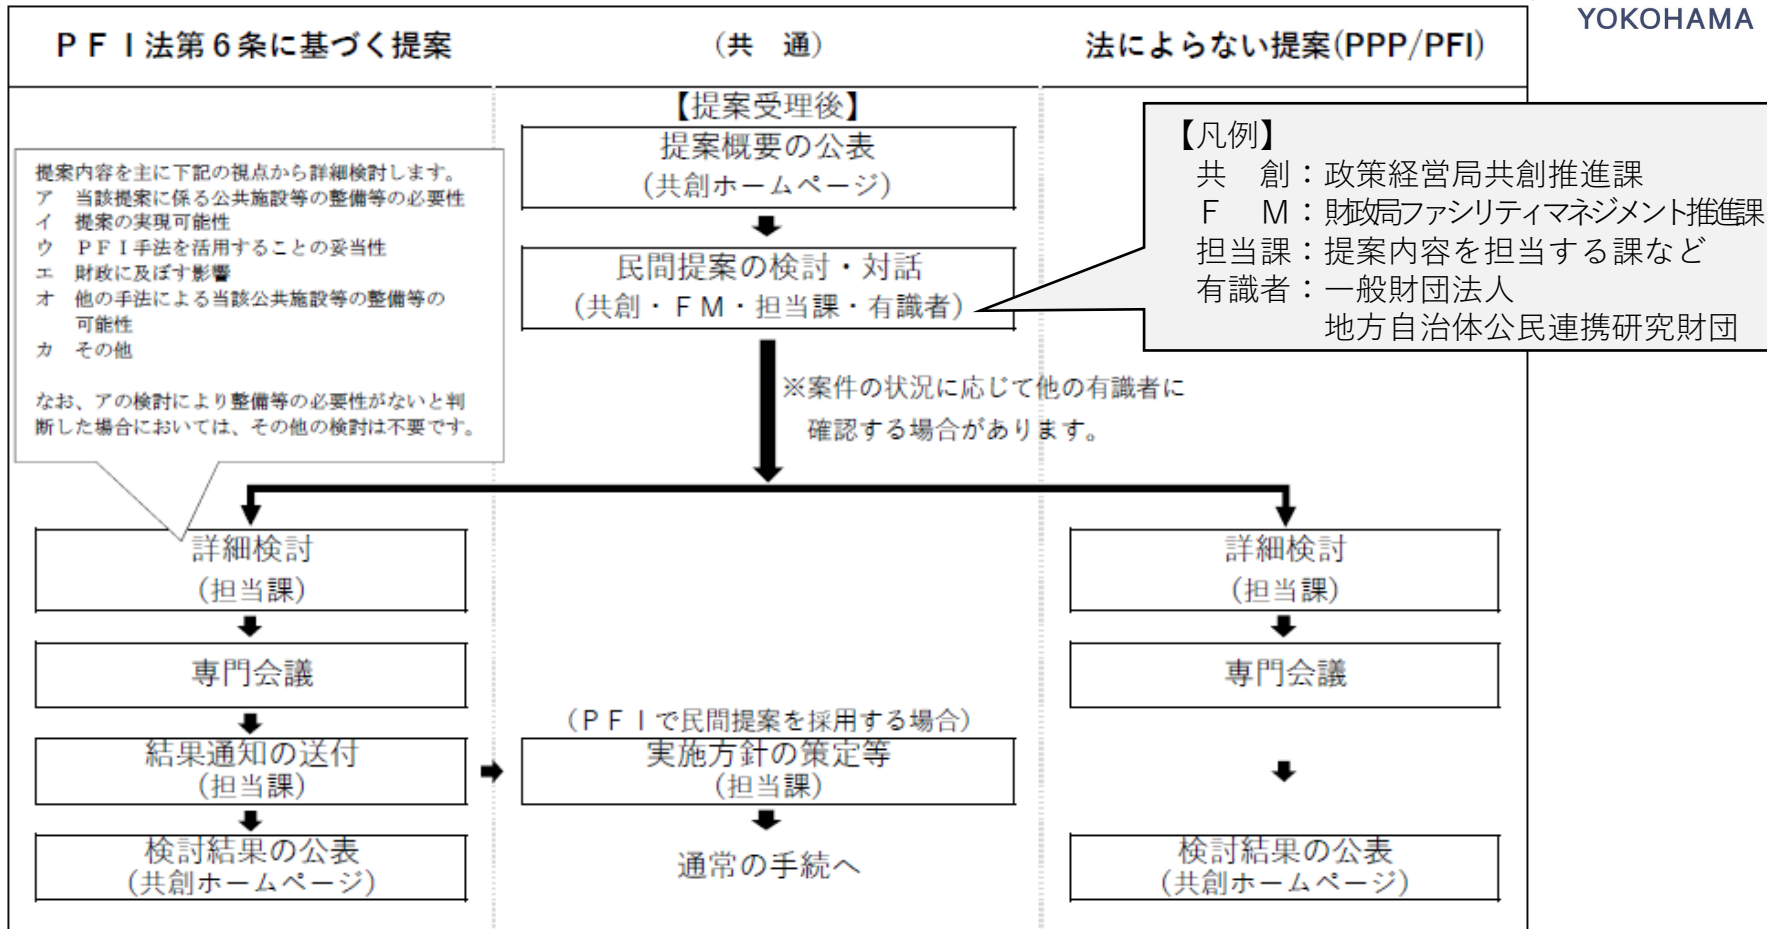 YOKOHAMA
ＰＦＩ法第６条に基づく提案
(共　通)
法によらない提案(PPP/PFI)
【提案受理後】
提案概要の公表
(共創ホームページ)
民間提案の検討・対話
(共創・ＦＭ・担当課・有識者)
【凡例】
共　創：政策経営局共創推進課
Ｆ　Ｍ：財政局ファシリティマネジメント推進課
担当課：提案内容を担当する課など
有識者：一般財団法人
地方自治体公民連携研究財団
提案内容を主に下記の視点から詳細検討します。
ア　当該提案に係る公共施設等の整備等の必要性
イ　提案の実現可能性
ウ　ＰＦＩ手法を活用することの妥当性
エ　財政に及ぼす影響
オ　他の手法による当該公共施設等の整備等の
可能性
カ　その他
なお、アの検討により整備等の必要性がないと判
断した場合においては、その他の検討は不要です。
※案件の状況に応じて他の有識者に
確認する場合があります。
詳細検討
(担当課)
専門会議
結果通知の送付
(担当課)
検討結果の公表
(共創ホームページ)
(ＰＦＩで民間提案を採用する場合)
実施方針の策定等
(担当課)
通常の手続へ
詳細検討
(担当課)
専門会議
検討結果の公表
(共創ホームページ)